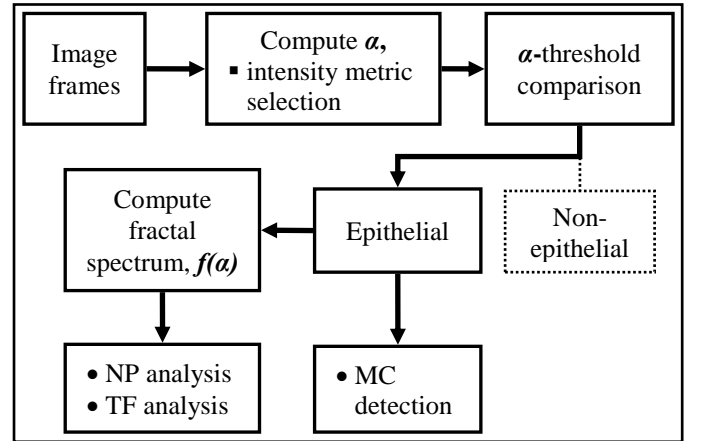 Image
frames
Compute α,
▪ intensity metric
selection
α-threshold
comparison
Compute
fractal
spectrum, f(α)
Epithelial
Non-
epithelial
• NP analysis
• TF analysis
• MC
detection